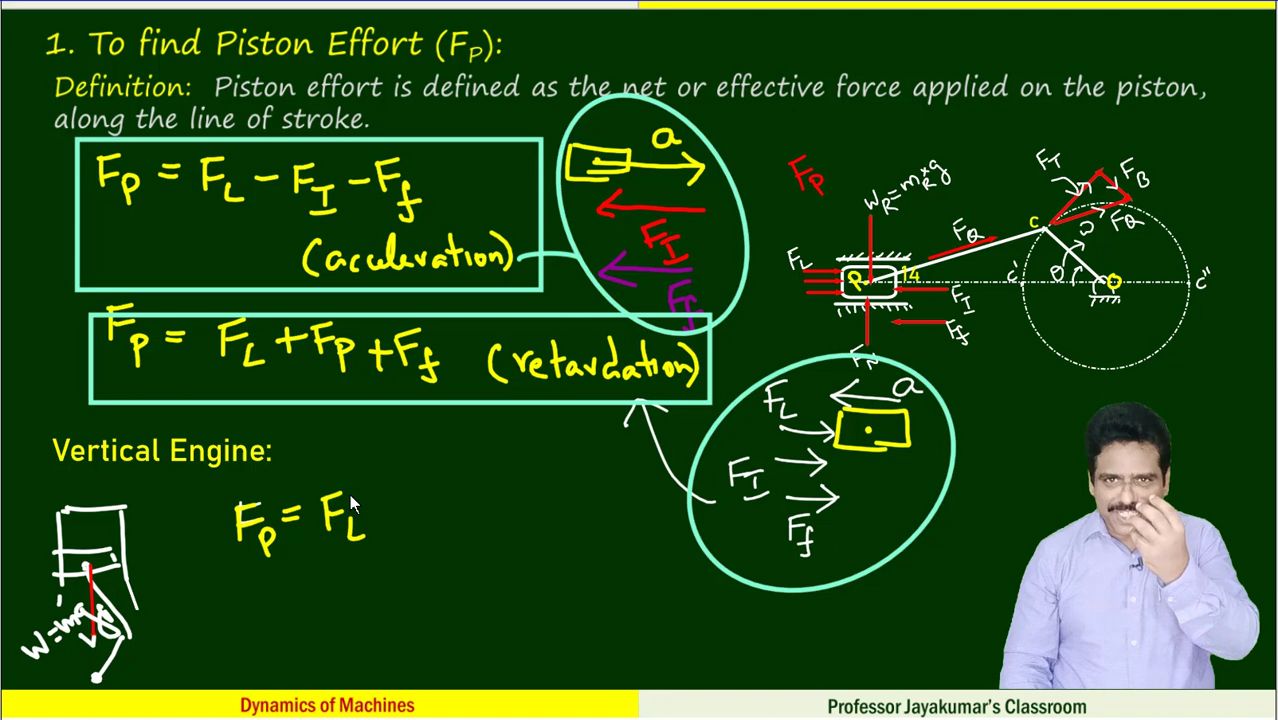 1. To find Piston Effort (FP):
Definition: Piston effort is defined as the net or effective force applied on the piston,
along the line of stroke.
FP = FL - FI - Ff
(aceleration)
a
FI
Ff
FP = FL + FP + Ff (retardation)
FP
WR = mR*g
FL
P
14
FQ
FI
Ff
FN
FT
FB
FQ
C
θ
O
C'
C"
FL
a
FI
Ff
Vertical Engine:
FP = FL
W=mg
Dynamics of Machines
Professor Jayakumar's Classroom